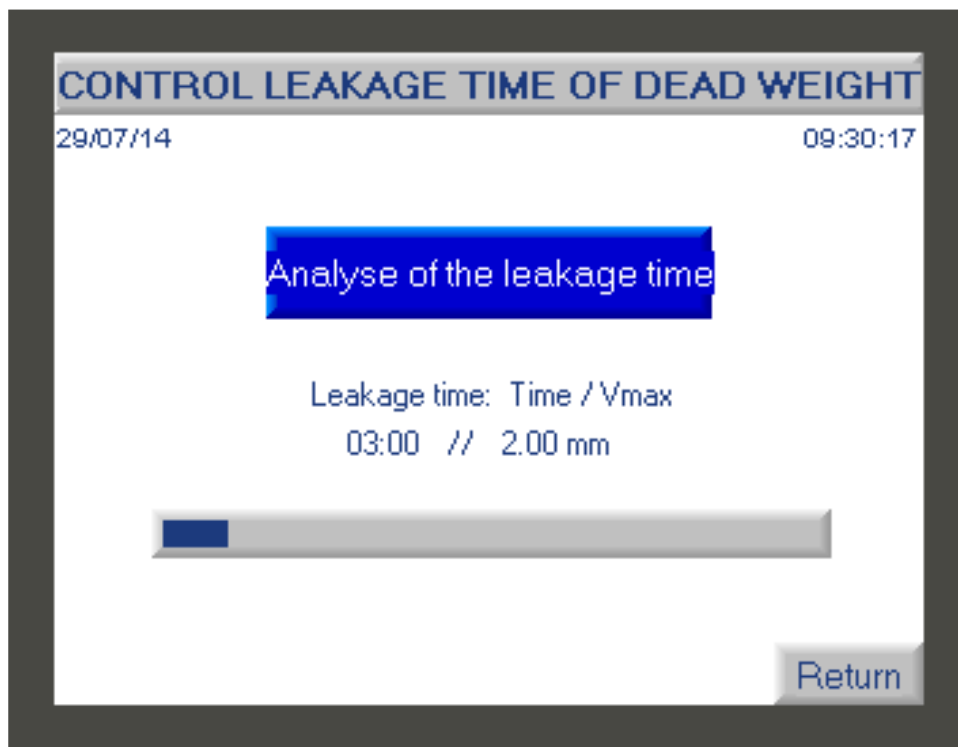 CONTROL LEAKAGE TIME OF DEAD WEIGHT
29/07/14 09:30:17
Analyse of the leakage time
Leakage time: Time / Vmax
03:00 // 2.00 mm
Return